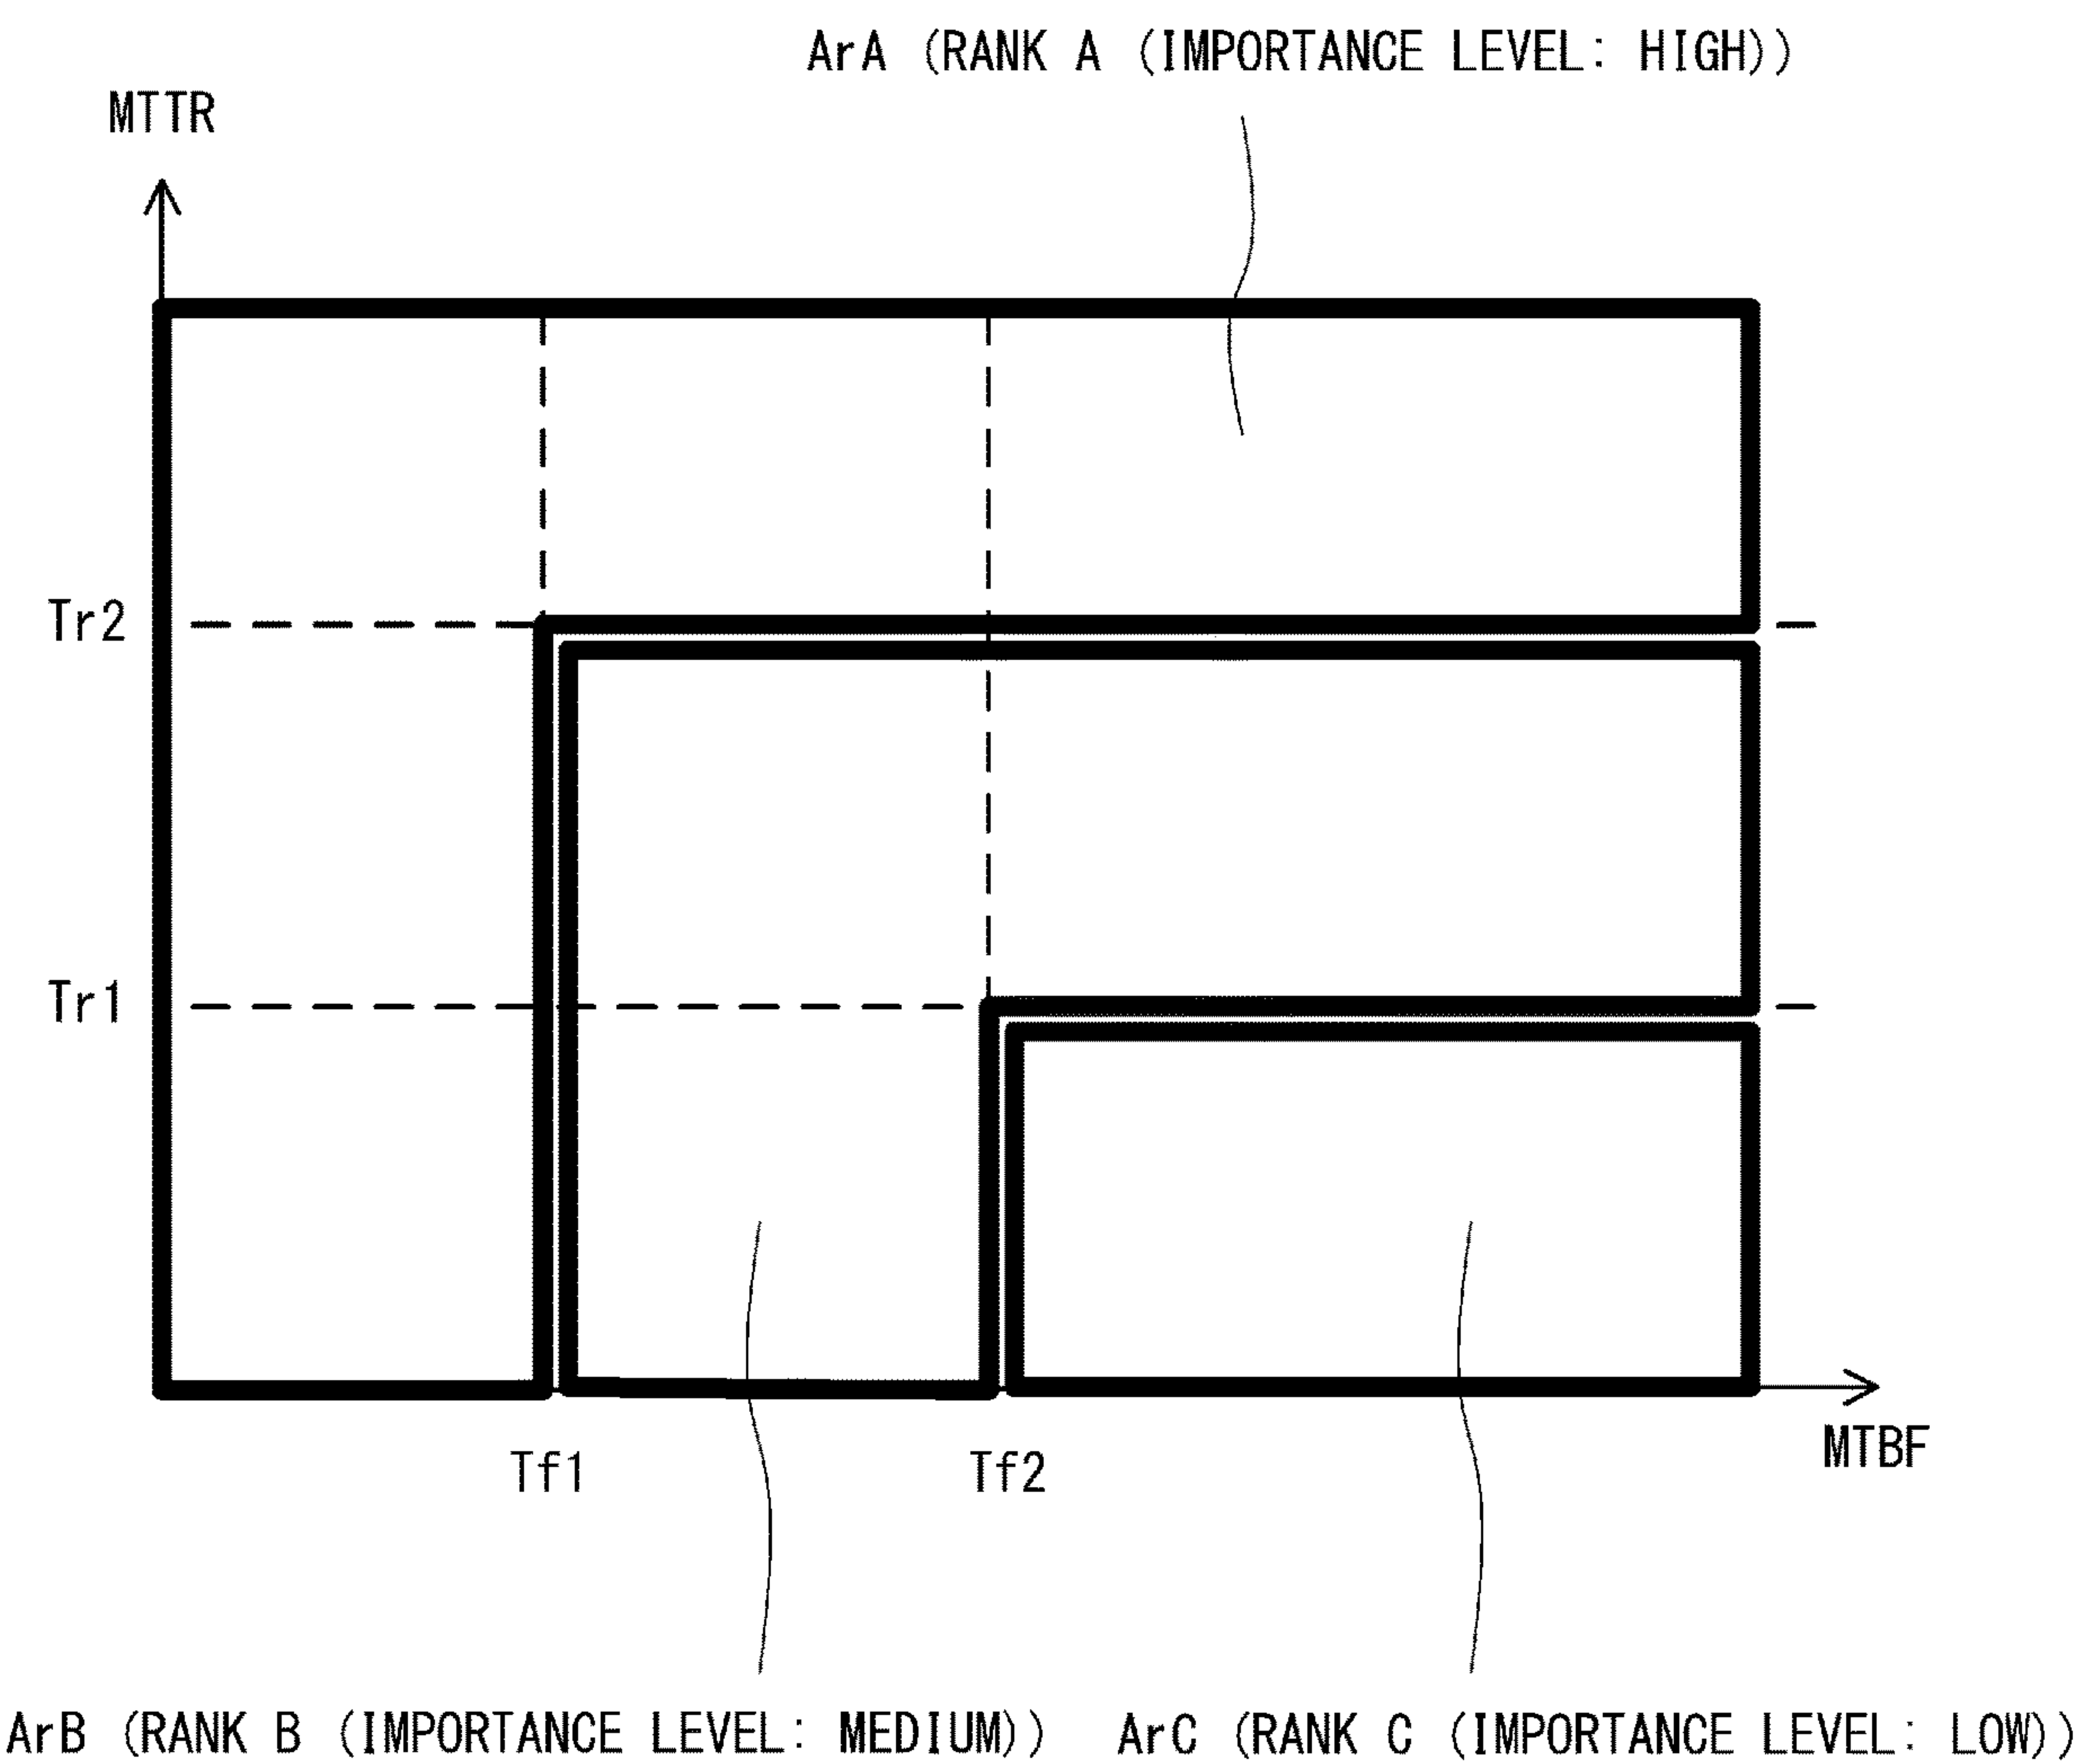 ArA (RANK A (IMPORTANCE LEVEL: HIGH))
MTTR
Tr2
Tr1
Tf1 Tf2
MTBF
ArB (RANK B (IMPORTANCE LEVEL: MEDIUM)) ArC (RANK C (IMPORTANCE LEVEL: LOW))